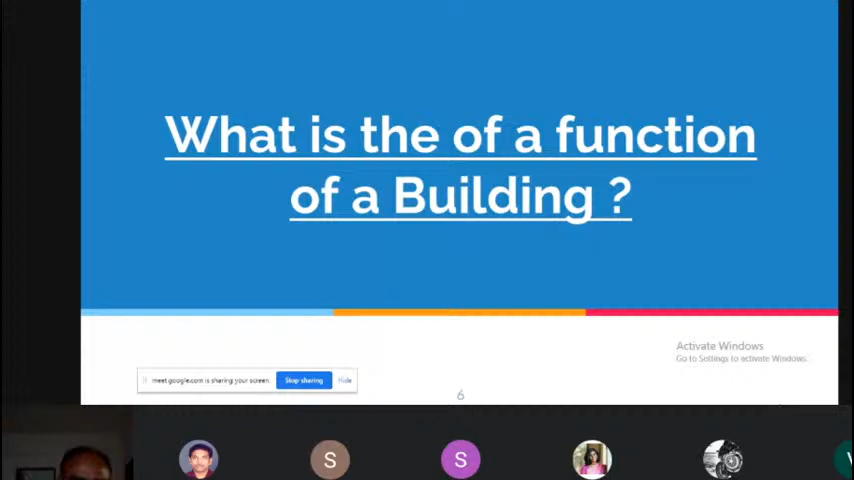 What is the of a function
of a Building ?
Activate Windows
Go to Settings to activate Windows.
meet.google.com is sharing your screen.
Stop sharing
Hide
6
S
S
V